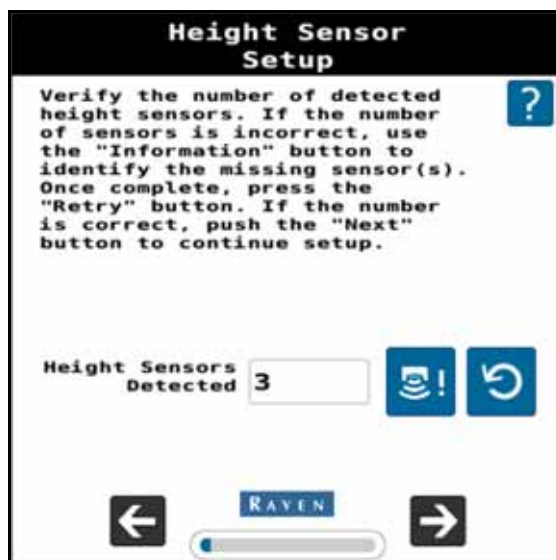 Height Sensor
Setup
Verify the number of detected
height sensors. If the number
of sensors is incorrect, use
the "Information" button to
identify the missing sensor(s).
Once complete, press the
"Retry" button. If the number
is correct, push the "Next"
button to continue setup.
?
Height Sensors
Detected
3
!
RAVEN